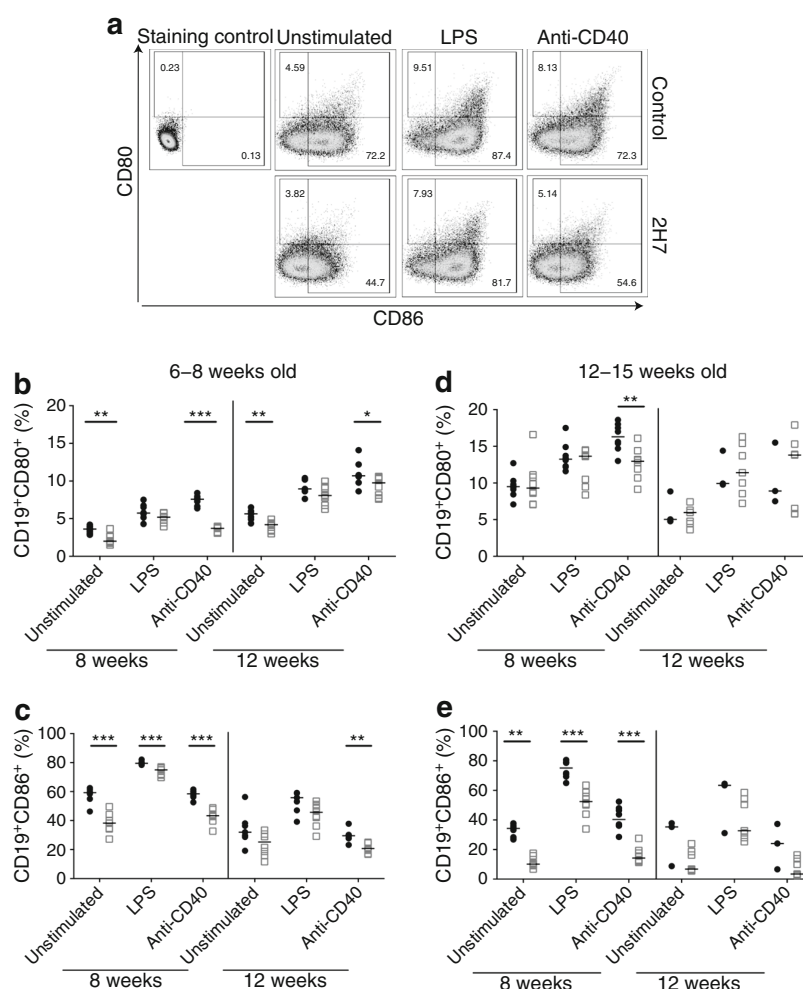 a
Staining control Unstimulated LPS Anti-CD40
0.23 4.59 9.51 8.13
0.13 72.2 87.4 72.3
Control
3.82 7.93 5.14
44.7 81.7 54.6
2H7
CD80
CD86
b
6–8 weeks old
CD19+CD80+ (%)
20
15
10
5
0
** *** ** *
Unstimulated LPS Anti-CD40 Unstimulated LPS Anti-CD40
8 weeks 12 weeks
d
12–15 weeks old
CD19+CD80+ (%)
20
15
10
5
0
**
Unstimulated LPS Anti-CD40 Unstimulated LPS Anti-CD40
8 weeks 12 weeks
c
CD19+CD86+ (%)
100
80
60
40
20
0
*** *** *** **
Unstimulated LPS Anti-CD40 Unstimulated LPS Anti-CD40
8 weeks 12 weeks
e
CD19+CD86+ (%)
100
80
60
40
20
0
** *** ***
Unstimulated LPS Anti-CD40 Unstimulated LPS Anti-CD40
8 weeks 12 weeks